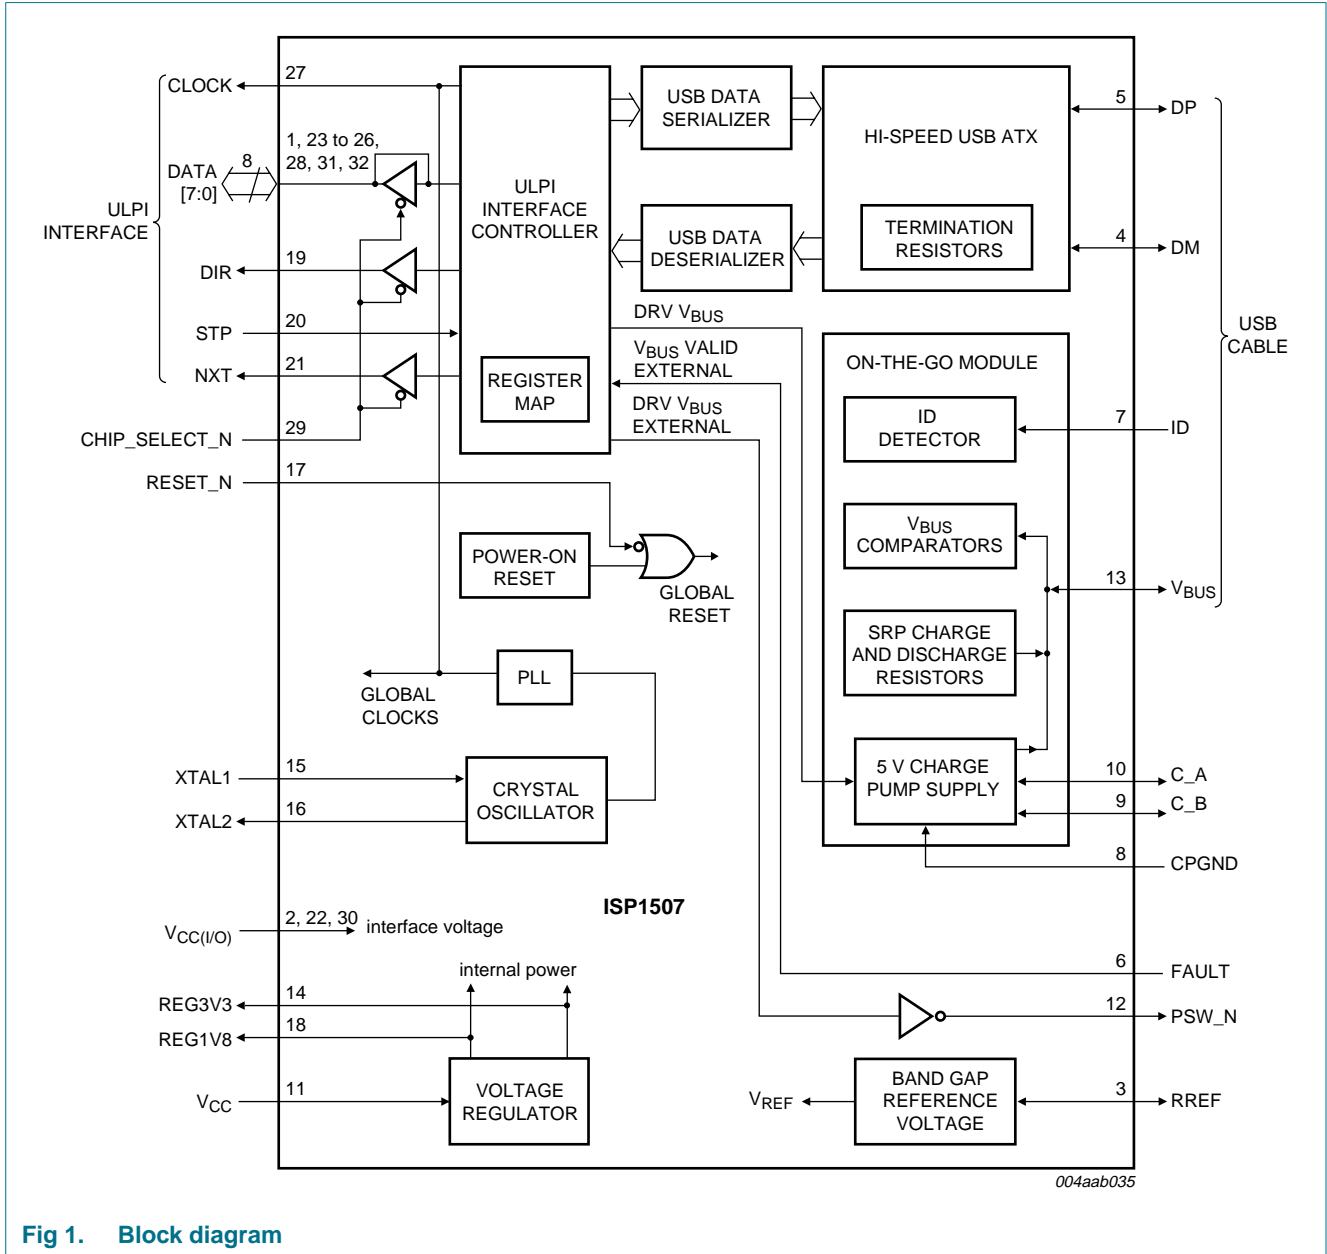 CLOCK
27
DATA
[7:0]
8
1, 23 to 26,
28, 31, 32
ULPI
INTERFACE
DIR
19
STP
20
NXT
21
CHIP_SELECT_N
29
RESET_N
17
ULPI
INTERFACE
CONTROLLER
REGISTER
MAP
USB DATA
SERIALIZER
USB DATA
DESERIALIZER
HI-SPEED USB ATX
TERMINATION
RESISTORS
5
DP
4
DM
USB
CABLE
DRV VBUS
VBUS VALID
EXTERNAL
DRV VBUS
EXTERNAL
ON-THE-GO MODULE
ID
DETECTOR
7
ID
VBUS
COMPARATORS
13
VBUS
SRP CHARGE
AND DISCHARGE
RESISTORS
5 V CHARGE
PUMP SUPPLY
10
C_A
9
C_B
8
CPGND
POWER-ON
RESET
GLOBAL
RESET
PLL
GLOBAL
CLOCKS
XTAL1
15
XTAL2
16
CRYSTAL
OSCILLATOR
ISP1507
VCC(I/O)
2, 22, 30
interface voltage
internal power
REG3V3
14
REG1V8
18
VCC
11
VOLTAGE
REGULATOR
6
FAULT
12
PSW_N
VREF
BAND GAP
REFERENCE
VOLTAGE
3
RREF
004aab035
Fig 1. Block diagram